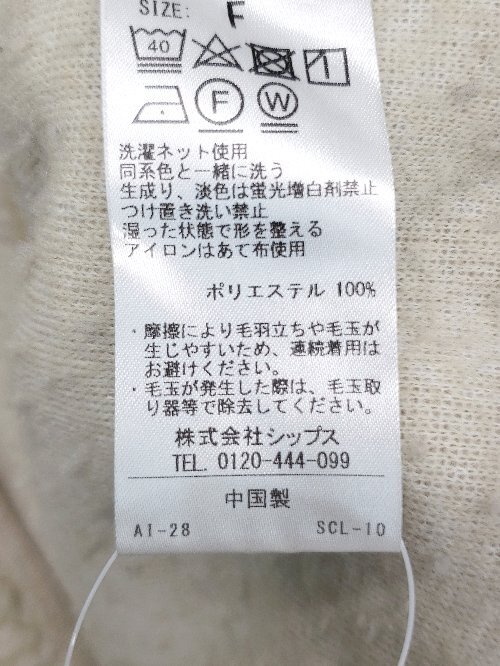 SIZE: F
40
F W
洗濯ネット使用
同系色と一緒に洗う
生成り、淡色は蛍光増白剤禁止
つけ置き洗い禁止
湿った状態で形を整える
アイロンはあて布使用
ポリエステル 100%
・摩擦により毛羽立ちや毛玉が
生じやすいため、連続着用は
お避けください。
・毛玉が発生した際は、毛玉取
り器等で除去してください。
株式会社シップス
TEL. 0120-444-099
中国製
AI-28 SCL-10